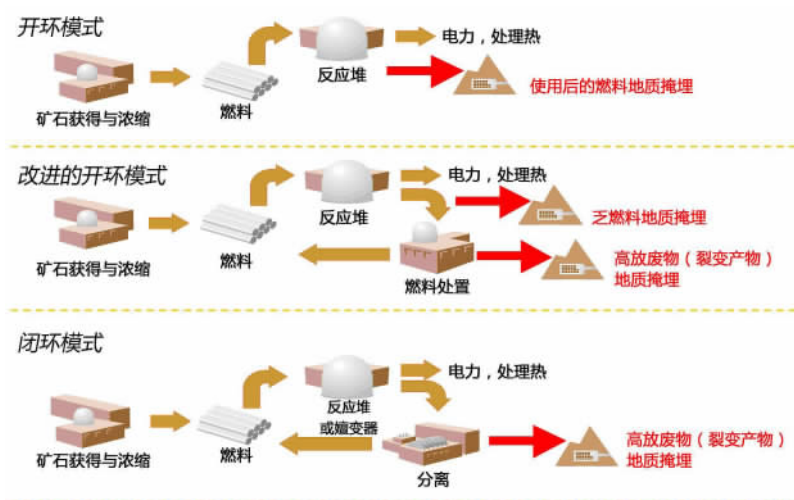 开环模式
电力，处理热
反应堆
使用后的燃料地质掩埋
燃料
矿石获得与浓缩
改进的开环模式
电力，处理热
反应堆
乏燃料地质掩埋
燃料
矿石获得与浓缩
高放废物（裂变产物）
地质掩埋
燃料处置
闭环模式
电力，处理热
反应堆
或嬗变器
高放废物（裂变产物）
地质掩埋
燃料
矿石获得与浓缩
分离